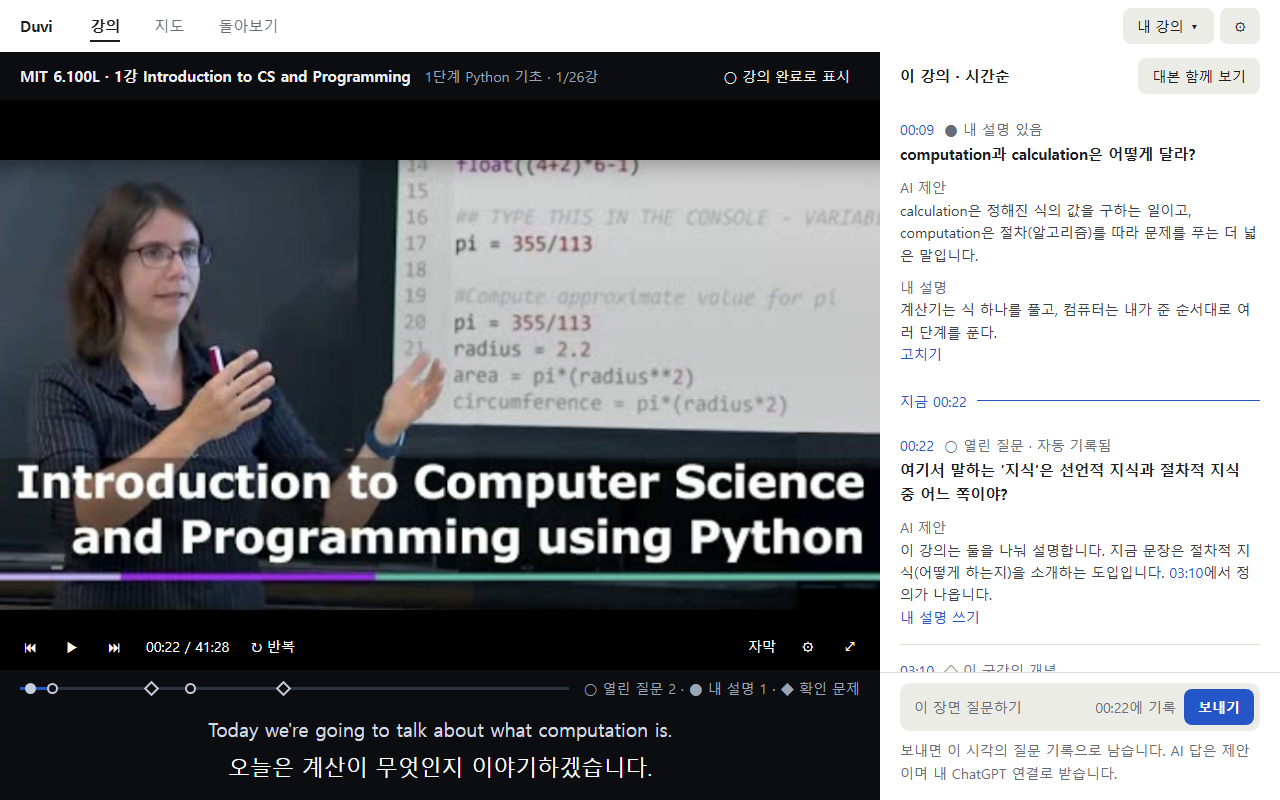 Duvi 강의 지도 돌아보기 내 강의 ▾ ⚙
MIT 6.100L · 1강 Introduction to CS and Programming 1단계 Python 기초 · 1/26강 ○ 강의 완료로 표시
14 float((4+2)*6-1)
15
16 ## TYPE THIS IN THE CONSOLE - VARIABL
17 pi = 355/113
18
19 #Compute approximate value for pi
20 pi = 355/113
21 radius = 2.2
area = pi*(radius**2)
circumference = pi*(radius*2)
Introduction to Computer Science
and Programming using Python
00:22 / 41:28 ↻ 반복 자막
○ 열린 질문 2 · ● 내 설명 1 · ◆ 확인 문제
Today we're going to talk about what computation is.
오늘은 계산이 무엇인지 이야기하겠습니다.
이 강의 · 시간순 대본 함께 보기
00:09 ● 내 설명 있음
computation과 calculation은 어떻게 달라?
AI 제안
calculation은 정해진 식의 값을 구하는 일이고,
computation은 절차(알고리즘)를 따라 문제를 푸는 더 넓
은 말입니다.
내 설명
계산기는 식 하나를 풀고, 컴퓨터는 내가 준 순서대로 여
러 단계를 푼다.
고치기
지금 00:22
00:22 ○ 열린 질문 · 자동 기록됨
여기서 말하는 '지식'은 선언적 지식과 절차적 지식
중 어느 쪽이야?
AI 제안
이 강의는 둘을 나눠 설명합니다. 지금 문장은 절차적 지
식(어떻게 하는지)을 소개하는 도입입니다. 03:10에서 정
의가 나옵니다.
내 설명 쓰기
03:10 ◇ 이 구간의 개념
이 장면 질문하기 00:22에 기록 보내기
보내면 이 시각의 질문 기록으로 남습니다. AI 답은 제안
이며 내 ChatGPT 연결로 받습니다.